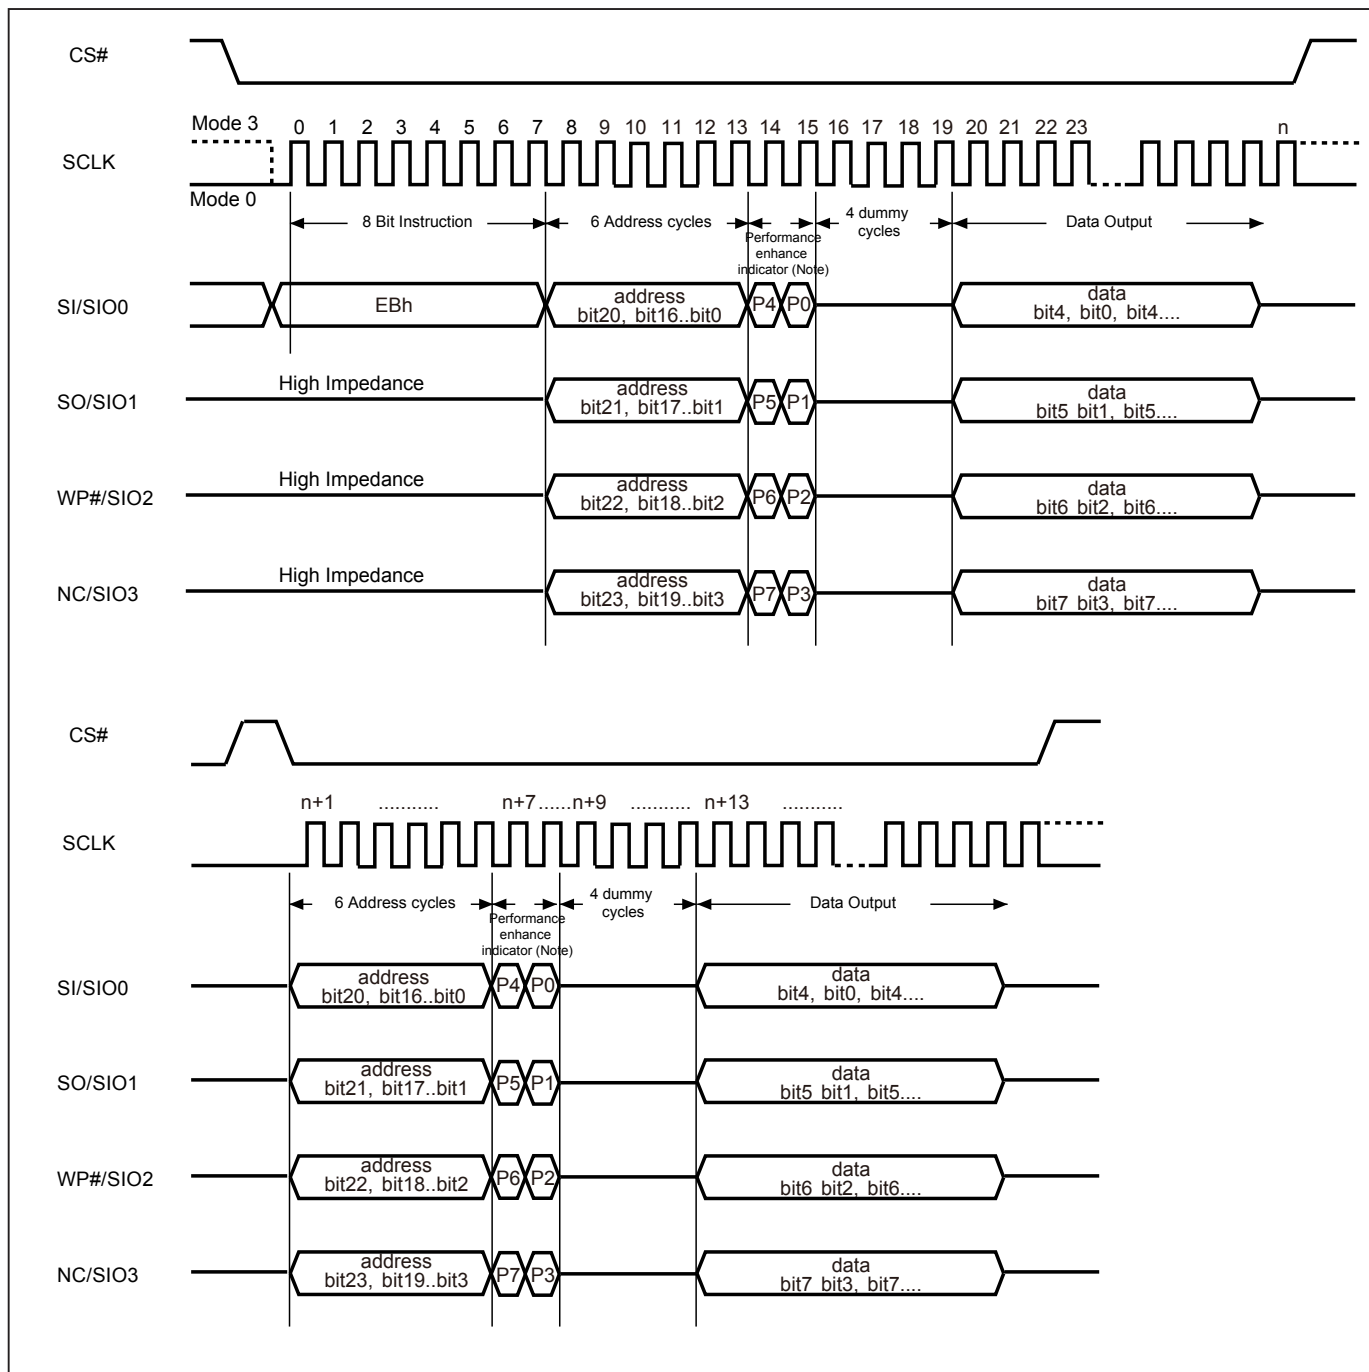 CS#
Mode 3
0 1 2 3 4 5 6 7 8 9 10 11 12 13 14 15 16 17 18 19 20 21 22 23 n
SCLK
Mode 0
8 Bit Instruction
6 Address cycles
Performance
enhance
indicator (Note)
4 dummy
cycles
Data Output
SI/SIO0
EBh
address
bit20, bit16..bit0
P4 P0
data
bit4, bit0, bit4....
SO/SIO1
High Impedance
address
bit21, bit17..bit1
P5 P1
data
bit5 bit1, bit5....
WP#/SIO2
High Impedance
address
bit22, bit18..bit2
P6 P2
data
bit6 bit2, bit6....
NC/SIO3
High Impedance
address
bit23, bit19..bit3
P7 P3
data
bit7 bit3, bit7....
CS#
n+1 ........... n+7......n+9 ........... n+13 ...........
SCLK
6 Address cycles
Performance
enhance
indicator (Note)
4 dummy
cycles
Data Output
SI/SIO0
address
bit20, bit16..bit0
P4 P0
data
bit4, bit0, bit4....
SO/SIO1
address
bit21, bit17..bit1
P5 P1
data
bit5 bit1, bit5....
WP#/SIO2
address
bit22, bit18..bit2
P6 P2
data
bit6 bit2, bit6....
NC/SIO3
address
bit23, bit19..bit3
P7 P3
data
bit7 bit3, bit7....